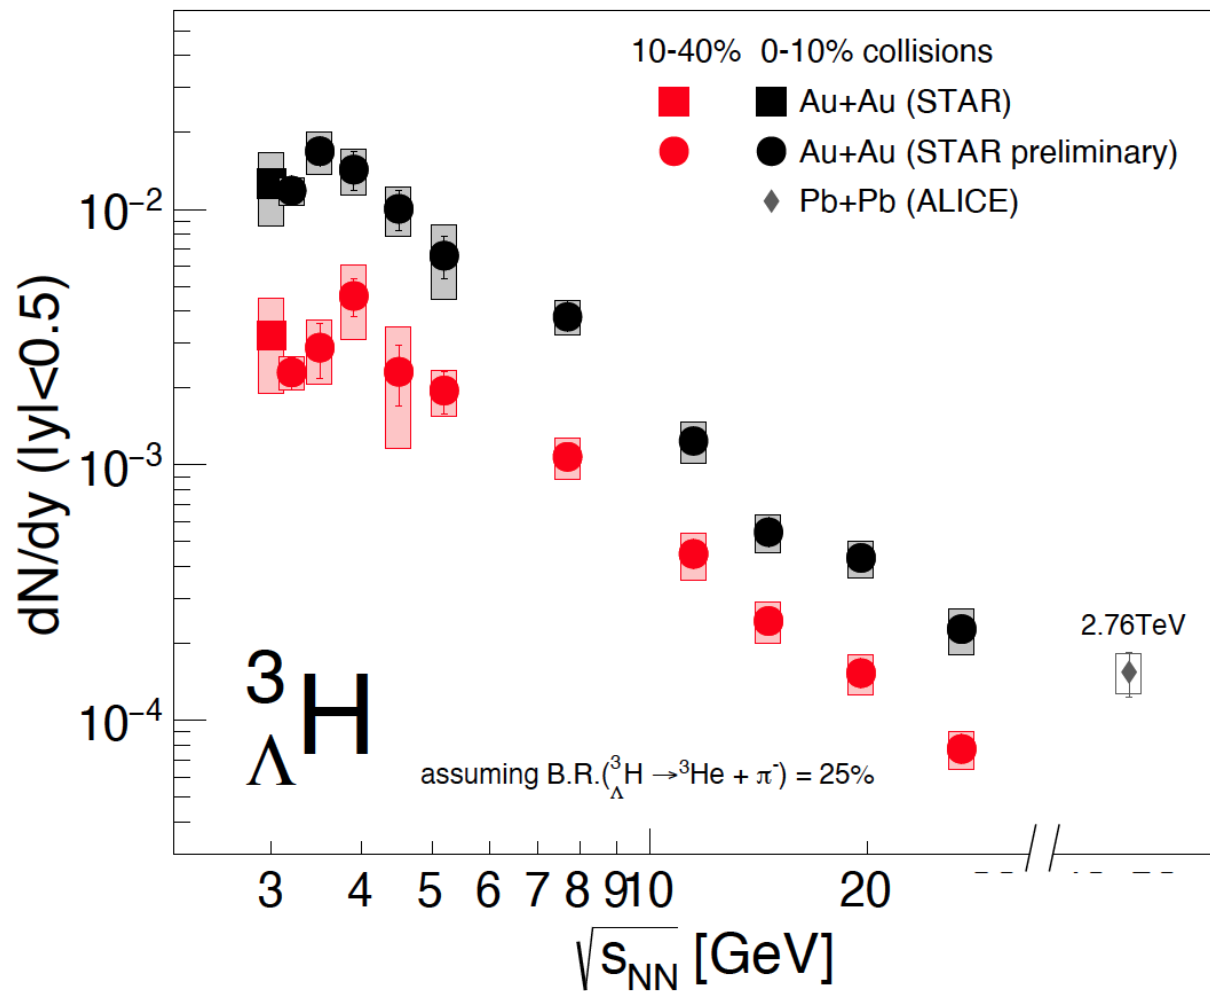 10-40% 0-10% collisions
Au+Au (STAR)
Au+Au (STAR preliminary)
Pb+Pb (ALICE)
10⁻²
10⁻³
10⁻⁴
dN/dy (|y|<0.5)
2.76TeV
³ΛH
assuming B.R.(³ΛH →³He + π⁻) = 25%
3 4 5 6 7 8 9 10 20
√sNN [GeV]